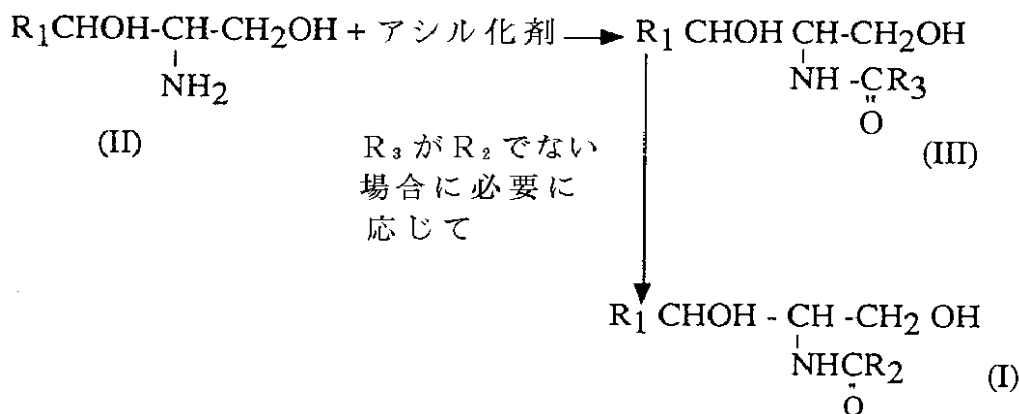 R1CHOH-CH-CH2OH + アシル化剤 → R1 CHOH CH-CH2OH
NH2
NH - CR3
O
(II)
(III)
R3がR2でない
場合に必要に
応じて
R1 CHOH - CH -CH2 OH
NHCR2
O
(I)